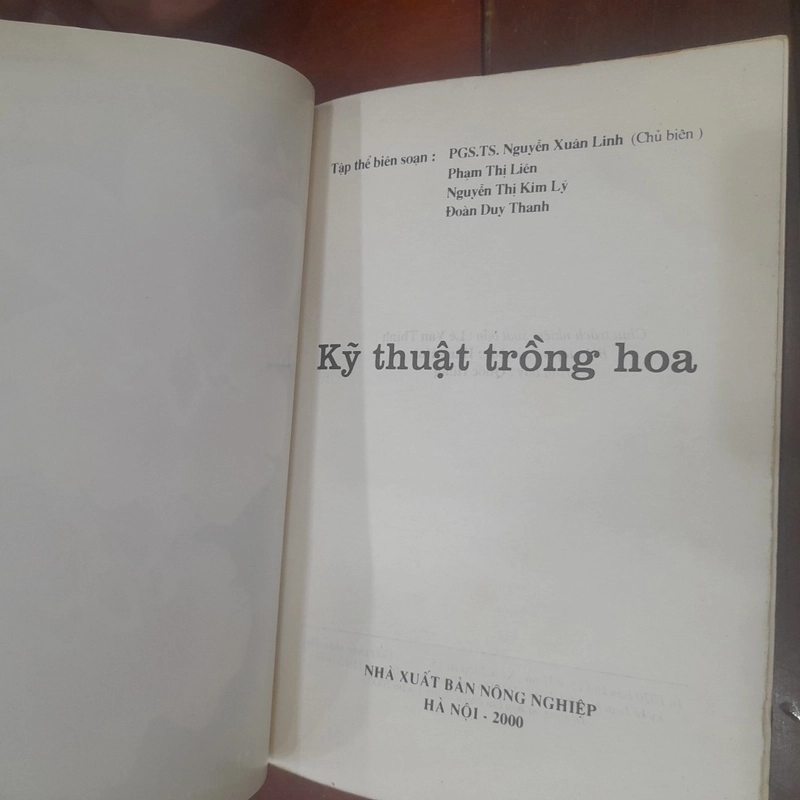 Tập thể biên soạn : PGS.TS. Nguyễn Xuân Linh (Chủ biên )
Phạm Thị Liên
Nguyễn Thị Kim Lý
Đoàn Duy Thanh
Kỹ thuật trồng hoa
NHÀ XUẤT BẢN NÔNG NGHIỆP
HÀ NỘI - 2000